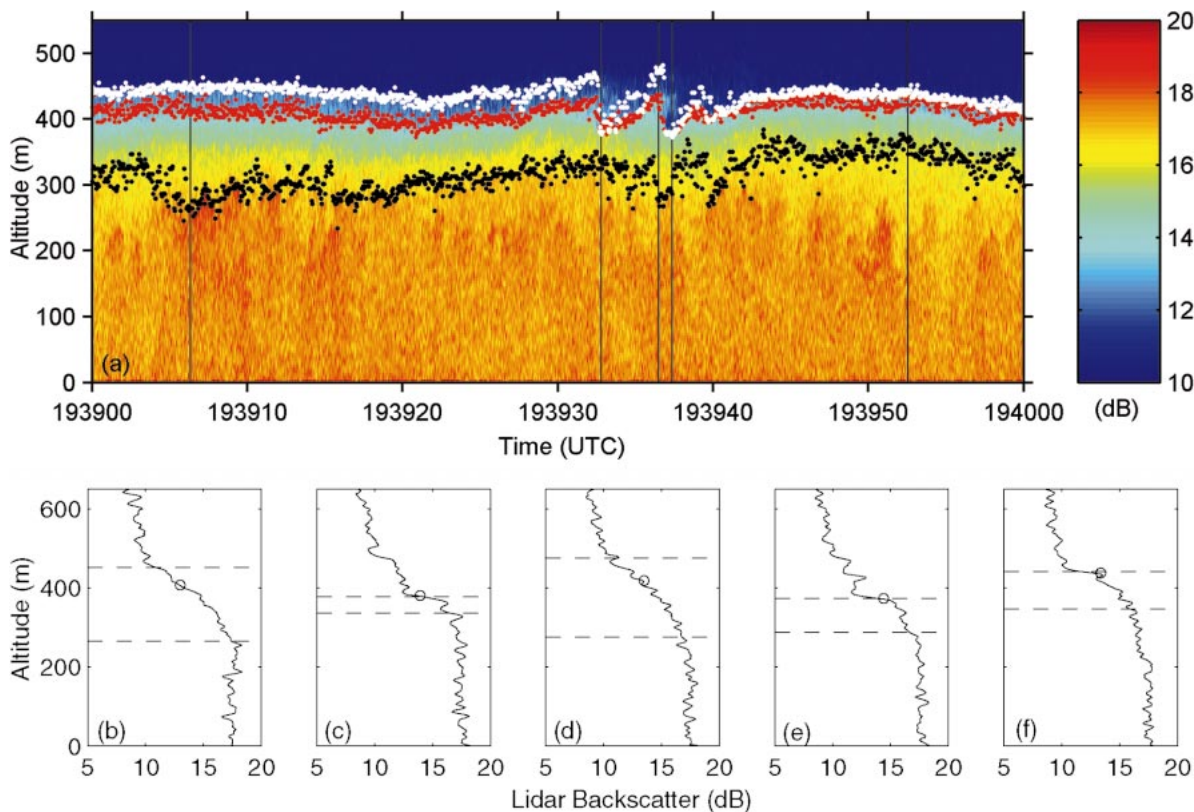 500
400
300
200
100
0
Altitude (m)
(a)
193900 193910 193920 193930 193940 193950 194000
Time (UTC)
20
18
16
14
12
10
(dB)
600
400
200
0
Altitude (m)
(b) (c) (d) (e) (f)
5 10 15 20 5 10 15 20 5 10 15 20 5 10 15 20 5 10 15 20
Lidar Backscatter (dB)